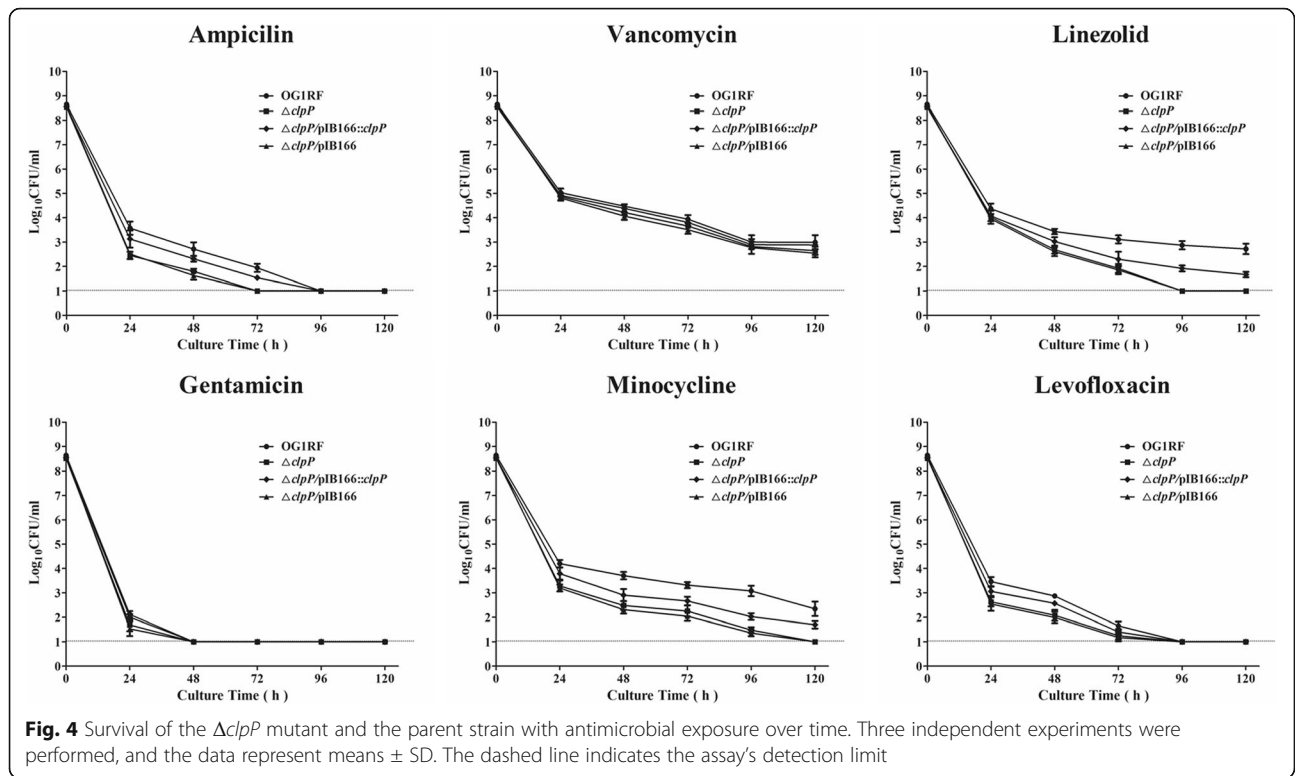 Ampicilin
Log10CFU/ml
10
9
8
7
6
5
4
3
2
1
0
0 24 48 72 96 120
Culture Time ( h )
OG1RF
△clpP
△clpP/pIB166::clpP
△clpP/pIB166
Vancomycin
Log10CFU/ml
10
9
8
7
6
5
4
3
2
1
0
0 24 48 72 96 120
Culture Time ( h )
OG1RF
△clpP
△clpP/pIB166::clpP
△clpP/pIB166
Linezolid
Log10CFU/ml
10
9
8
7
6
5
4
3
2
1
0
0 24 48 72 96 120
Culture Time ( h )
OG1RF
△clpP
△clpP/pIB166::clpP
△clpP/pIB166
Gentamicin
Log10CFU/ml
10
9
8
7
6
5
4
3
2
1
0
0 24 48 72 96 120
Culture Time ( h )
OG1RF
△clpP
△clpP/pIB166::clpP
△clpP/pIB166
Minocycline
Log10CFU/ml
10
9
8
7
6
5
4
3
2
1
0
0 24 48 72 96 120
Culture Time ( h )
OG1RF
△clpP
△clpP/pIB166::clpP
△clpP/pIB166
Levofloxacin
Log10CFU/ml
10
9
8
7
6
5
4
3
2
1
0
0 24 48 72 96 120
Culture Time ( h )
OG1RF
△clpP
△clpP/pIB166::clpP
△clpP/pIB166
Fig. 4 Survival of the ΔclpP mutant and the parent strain with antimicrobial exposure over time. Three independent experiments were
performed, and the data represent means ± SD. The dashed line indicates the assay's detection limit